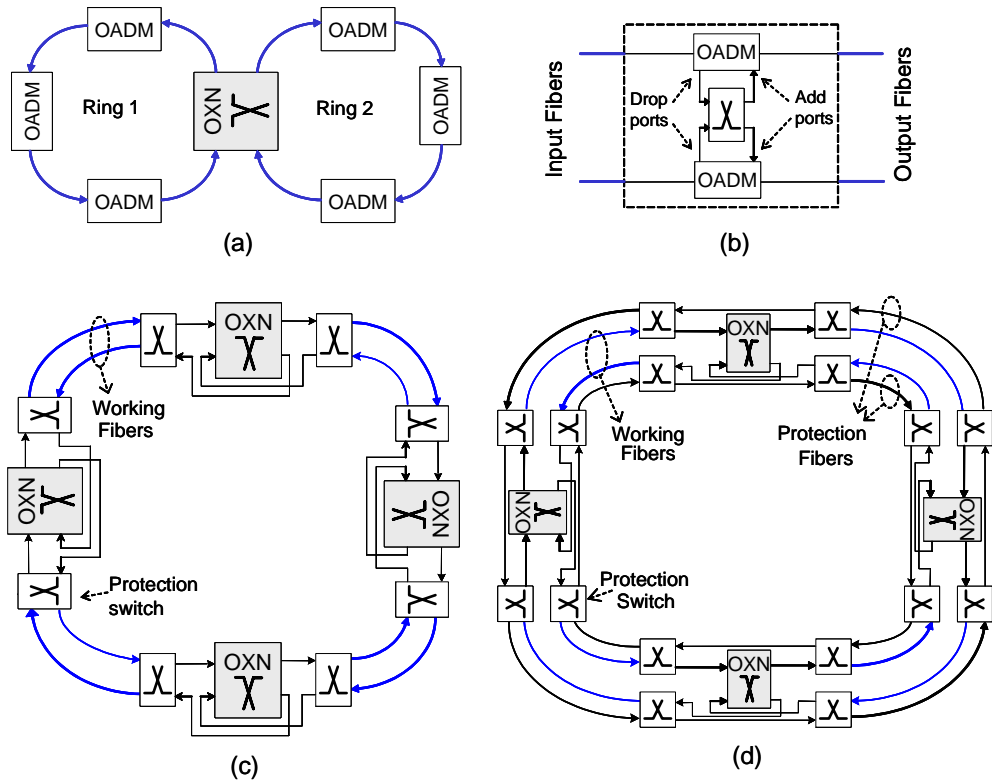 OADM
OADM
OADM
Ring 1
OXN
Ring 2
OADM
OADM
OADM
(a)
Input Fibers
OADM
Drop
ports
Add
ports
OADM
Output Fibers
(b)
OXN
Working
Fibers
OXN
OXN
Protection
switch
OXN
(c)
OXN
Working
Fibers
Protection
Fibers
OXN
OXN
Protection
Switch
OXN
(d)